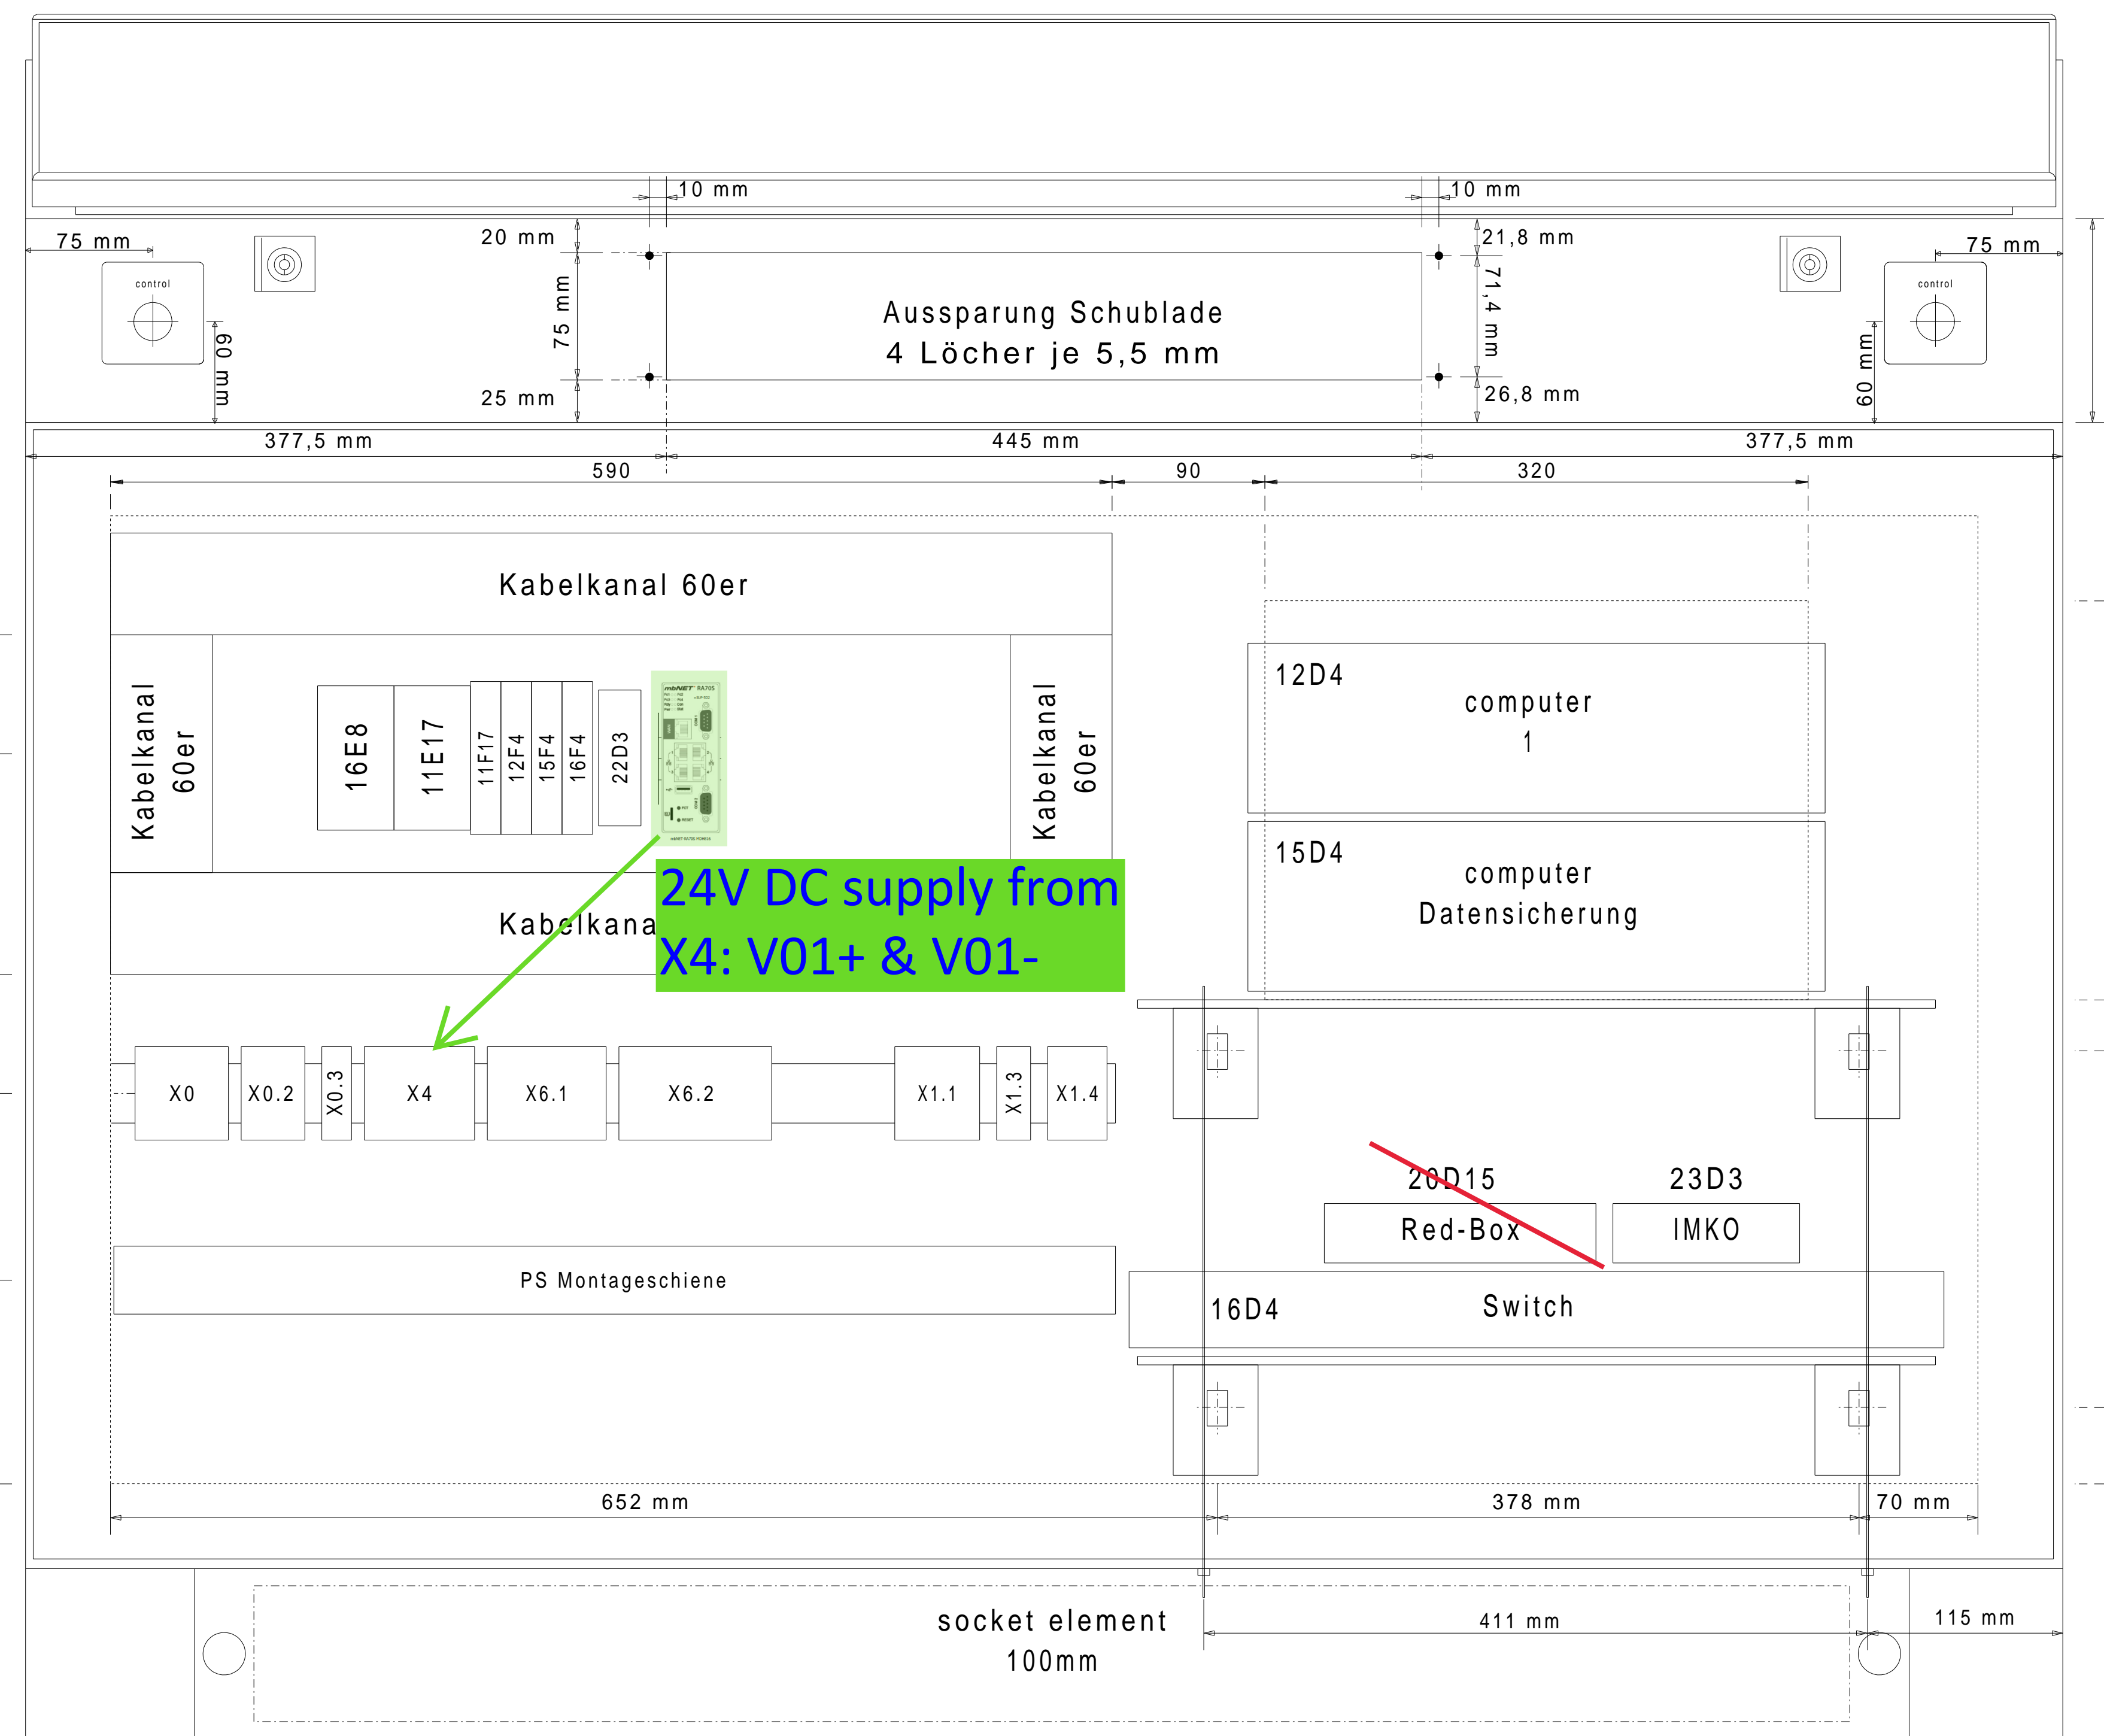 10 mm
10 mm
20 mm
21,8 mm
75 mm
75 mm
control
control
75 mm
71,4 mm
Aussparung Schublade
4 Löcher je 5,5 mm
60 mm
60 mm
25 mm
26,8 mm
377,5 mm
445 mm
377,5 mm
590
90
320
Kabelkanal 60er
Kabelkanal
60er
16E8
11E17
11F17
12F4
15F4
16F4
22D3
mbNET RA70S
RESET
Kabelkanal
60er
12D4
computer
1
15D4
computer
Datensicherung
24V DC supply from
X4: V01+ & V01-
Kabelkana
X0
X0.2
X0.3
X4
X6.1
X6.2
X1.1
X1.3
X1.4
20D15
23D3
Red-Box
IMKO
PS Montageschiene
16D4
Switch
652 mm
378 mm
70 mm
socket element
100mm
411 mm
115 mm